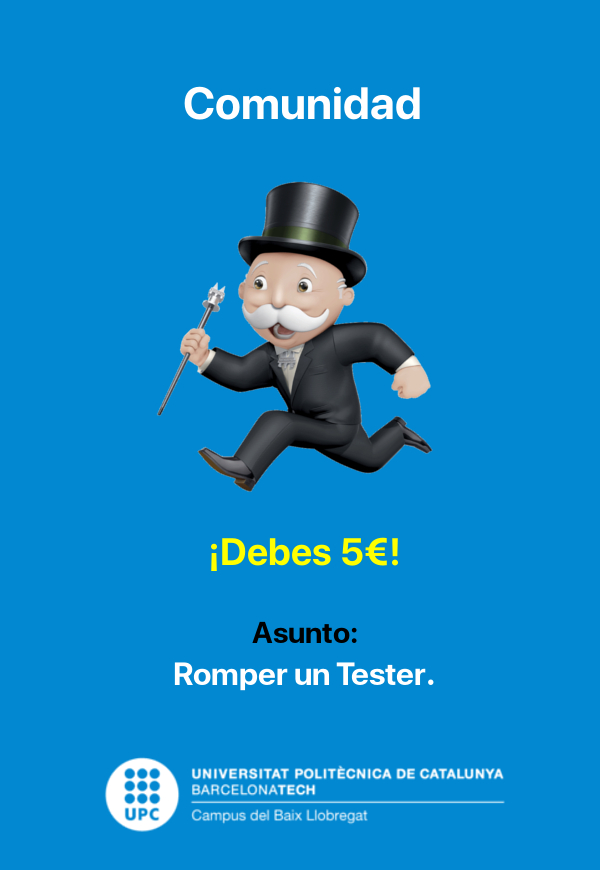 Comunidad
¡Debes 5€!
Asunto:
Romper un Tester.
UNIVERSITAT POLITÈCNICA DE CATALUNYA
BARCELONATECH
UPC
Campus del Baix Llobregat